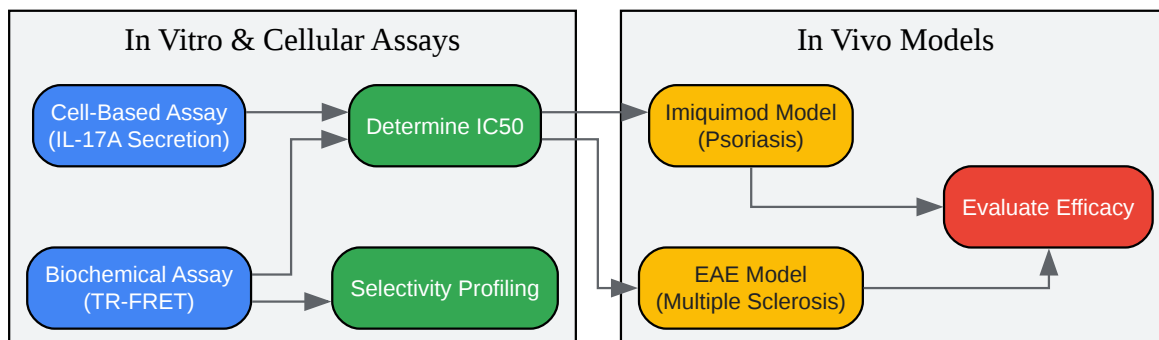 In Vitro & Cellular Assays
Cell-Based Assay
(IL-17A Secretion)
Determine IC50
Biochemical Assay
(TR-FRET)
Selectivity Profiling
In Vivo Models
Imiquimod Model
(Psoriasis)
Evaluate Efficacy
EAE Model
(Multiple Sclerosis)